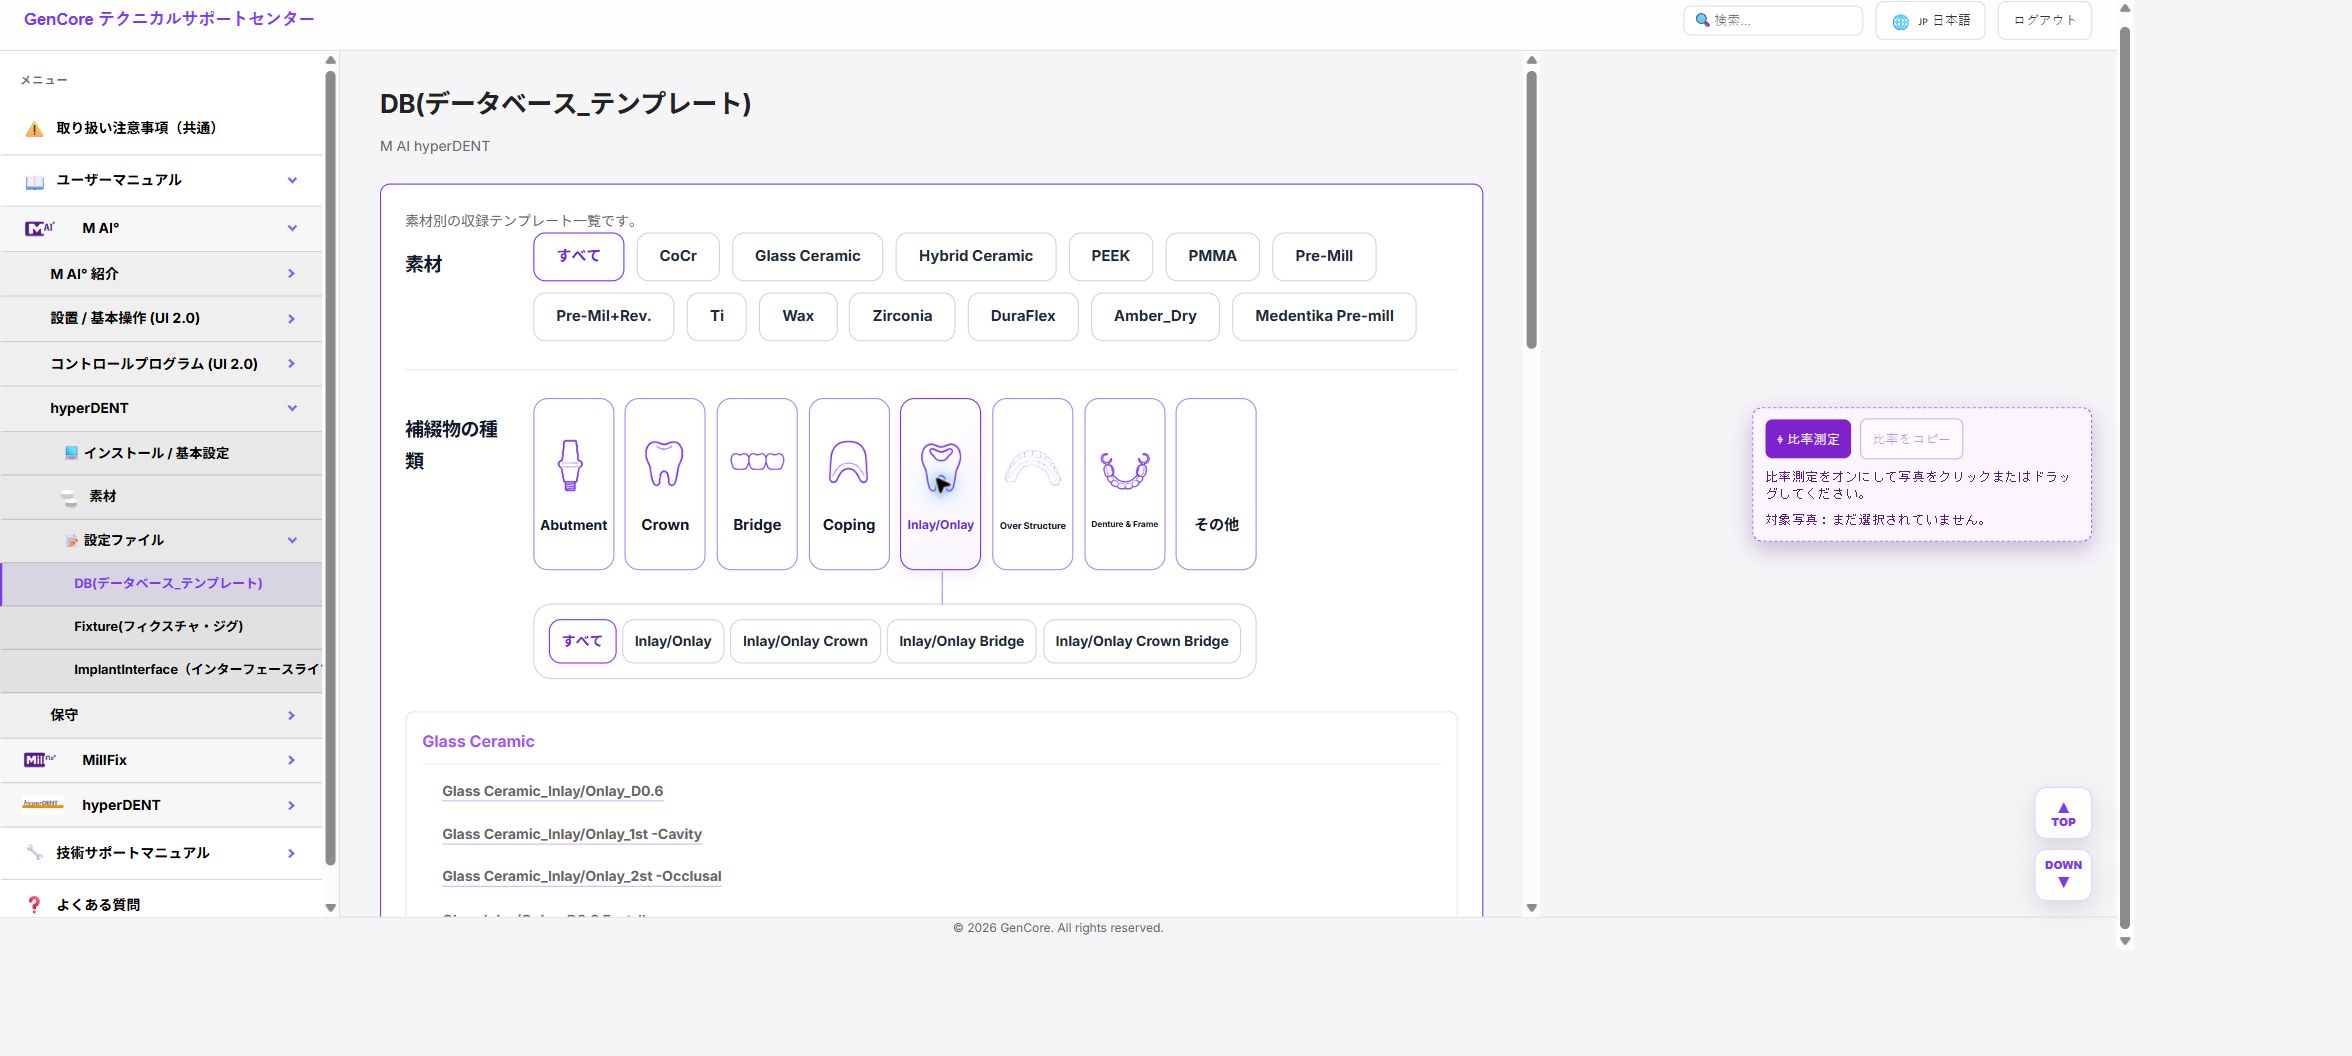 GenCore テクニカルサポートセンター
🔍 検索...
🌐 JP 日本語
ログアウト
メニュー
取り扱い注意事項（共通）
ユーザーマニュアル
M AI°
M AI°
M AI° 紹介
設置 / 基本操作 (UI 2.0)
コントロールプログラム (UI 2.0)
hyperDENT
インストール / 基本設定
素材
設定ファイル
DB(データベース_テンプレート)
Fixture(フィクスチャ・ジグ)
ImplantInterface（インターフェースライ
保守
MillFix°
MillFix
hyperDENT
hyperDENT
技術サポートマニュアル
よくある質問
DB(データベース_テンプレート)
M AI hyperDENT
素材別の収録テンプレート一覧です。
素材
すべて
CoCr
Glass Ceramic
Hybrid Ceramic
PEEK
PMMA
Pre-Mill
Pre-Mil+Rev.
Ti
Wax
Zirconia
DuraFlex
Amber_Dry
Medentika Pre-mill
補綴物の種
類
Abutment
Crown
Bridge
Coping
Inlay/Onlay
Over Structure
Denture & Frame
その他
すべて
Inlay/Onlay
Inlay/Onlay Crown
Inlay/Onlay Bridge
Inlay/Onlay Crown Bridge
Glass Ceramic
Glass Ceramic_Inlay/Onlay_D0.6
Glass Ceramic_Inlay/Onlay_1st -Cavity
Glass Ceramic_Inlay/Onlay_2st -Occlusal
比率測定
比率をコピー
比率測定をオンにして写真をクリックまたはドラッ
グしてください。
対象写真：まだ選択されていません。
▲
TOP
DOWN
▼
© 2026 GenCore. All rights reserved.